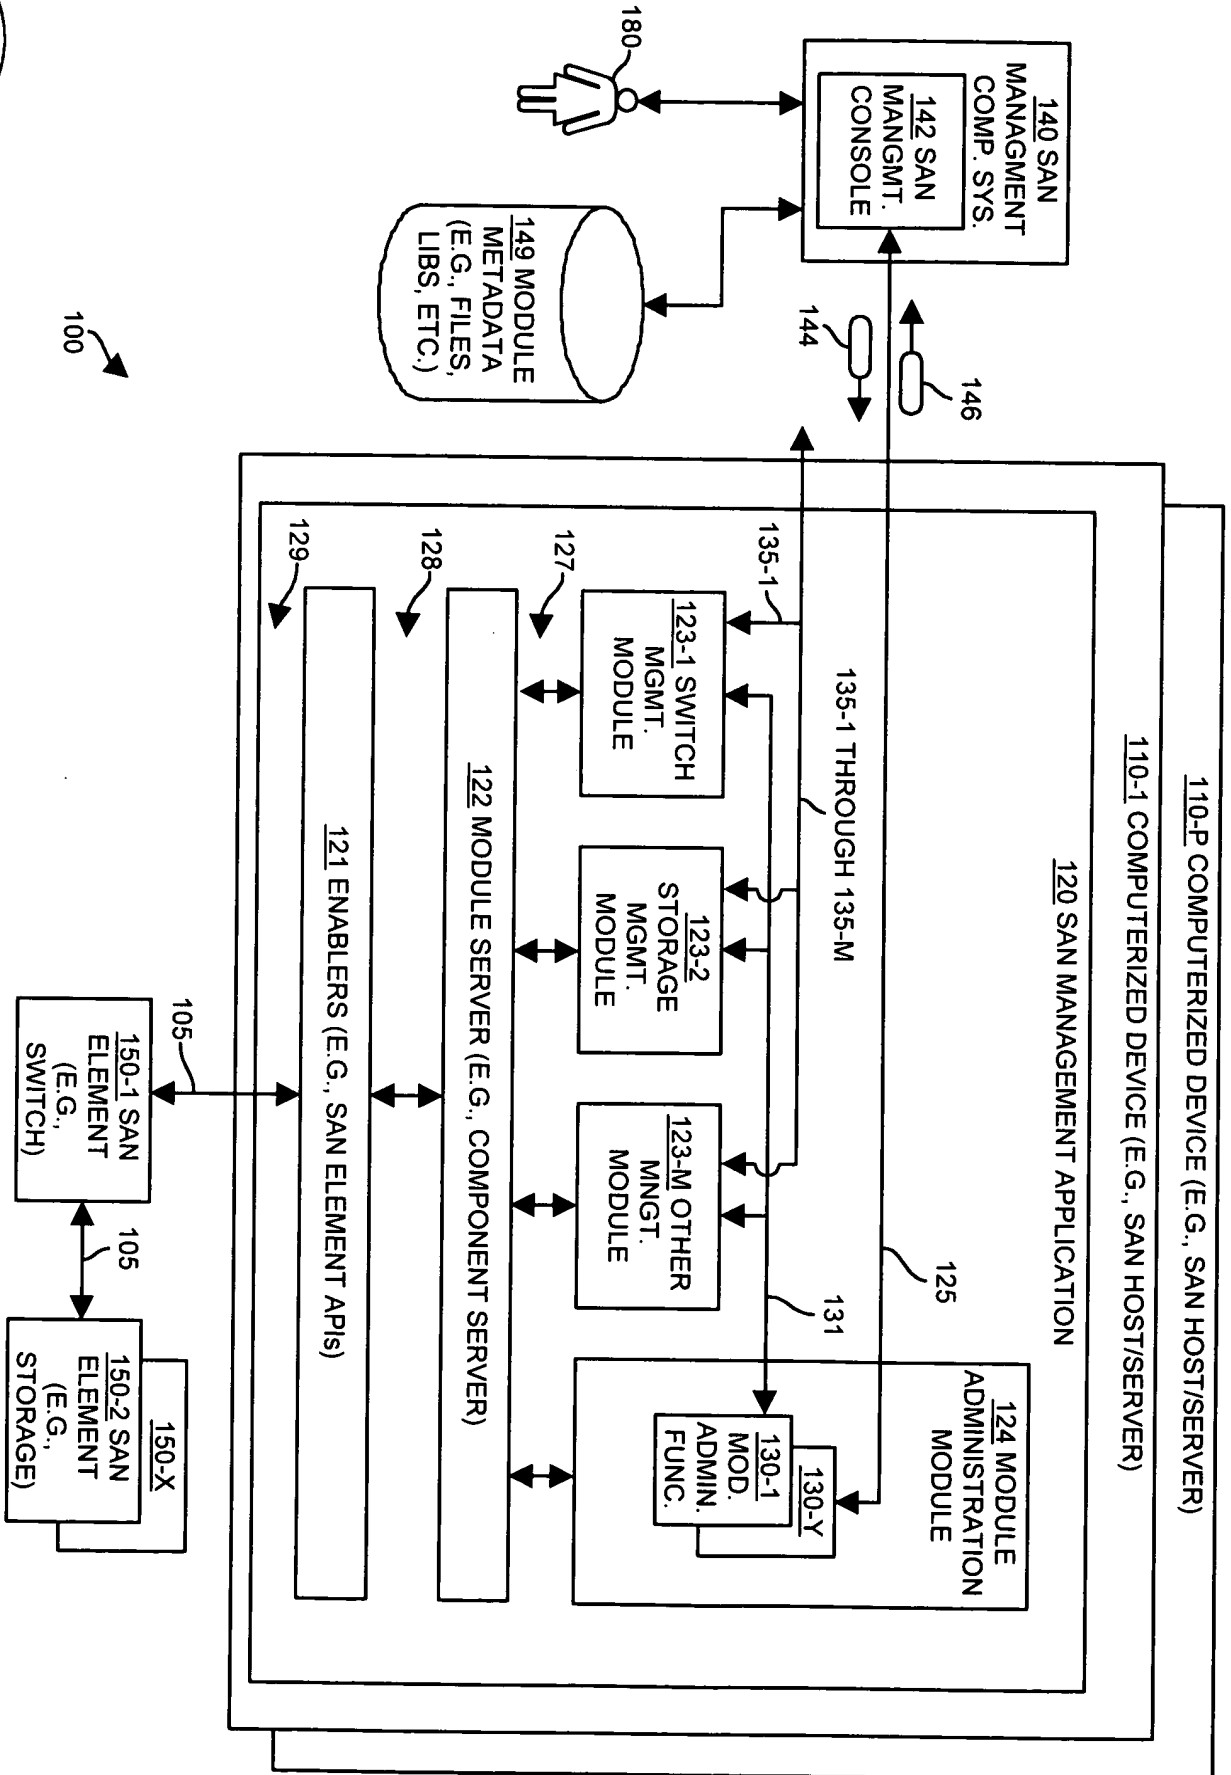 110-P COMPUTERIZED DEVICE (E.G., SAN HOST/SERVER)
110-1 COMPUTERIZED DEVICE (E.G., SAN HOST/SERVER)
120 SAN MANAGEMENT APPLICATION
140 SAN
MANAGMENT
COMP. SYS.
142 SAN
MANGMT.
CONSOLE
146
144
125
124 MODULE
ADMINISTRATION
MODULE
130-Y
130-1
MOD.
ADMIN.
FUNC.
180
135-1 THROUGH 135-M
131
135-1
149 MODULE
METADATA
(E.G., FILES,
LIBS, ETC.)
123-1 SWITCH
MGMT.
MODULE
123-2
STORAGE
MGMT.
MODULE
123-M OTHER
MNGT.
MODULE
127
122 MODULE SERVER (E.G., COMPONENT SERVER)
128
121 ENABLERS (E.G., SAN ELEMENT APIs)
129
100
105
150-1 SAN
ELEMENT
(E.G.,
SWITCH)
105
150-X
150-2 SAN
ELEMENT
(E.G.,
STORAGE)